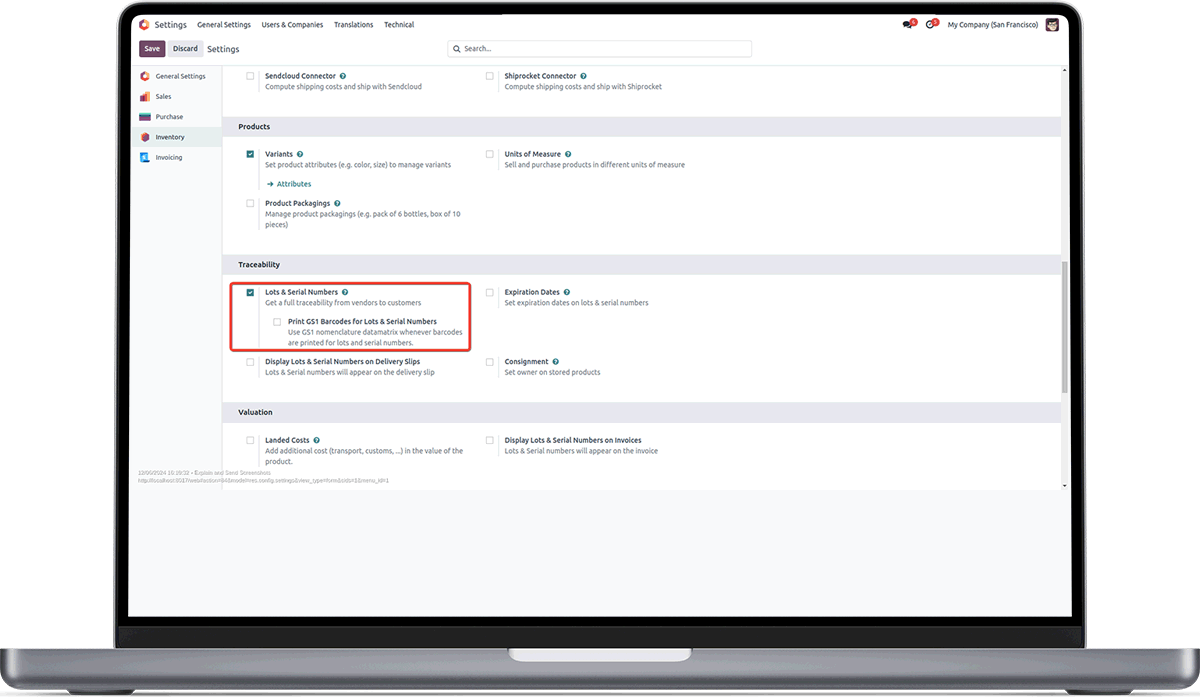 Settings General Settings Users & Companies Translations Technical 6 5 My Company (San Francisco)
Save Discard Settings Search...
General Settings
Sales
Purchase
Inventory
Invoicing
Sendcloud Connector ? Shiprocket Connector ?
Compute shipping costs and ship with Sendcloud Compute shipping costs and ship with Shiprocket
Products
Variants ? Units of Measure ?
Set product attributes (e.g. color, size) to manage variants Sell and purchase products in different units of measure
Attributes
Product Packagings ?
Manage product packagings (e.g. pack of 6 bottles, box of 10
pieces)
Traceability
Lots & Serial Numbers ? Expiration Dates ?
Get a full traceability from vendors to customers Set expiration dates on lots & serial numbers
Print GS1 Barcodes for Lots & Serial Numbers
Use GS1 nomenclature datamatrix whenever barcodes
are printed for lots and serial numbers.
Display Lots & Serial Numbers on Delivery Slips Consignment ?
Lots & Serial numbers will appear on the delivery slip Set owner on stored products
Valuation
Landed Costs ? Display Lots & Serial Numbers on Invoices
Add additional cost (transport, customs, ...) in the value of the Lots & Serial numbers will appear on the invoice
product.
Explain and Send Screenshots